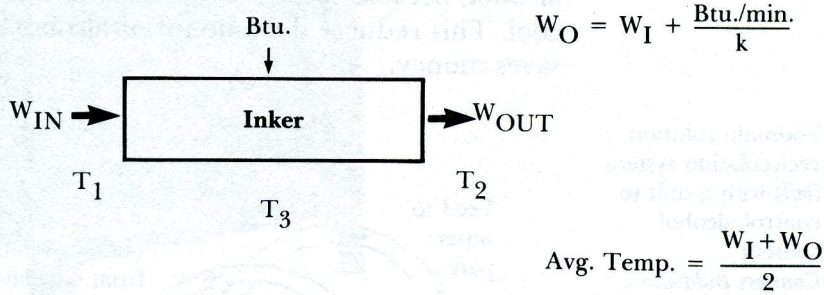 Btu.
W_O = W_I + Btu./min. / k
W_IN
Inker
W_OUT
T_1
T_2
T_3
Avg. Temp. = W_I + W_O / 2